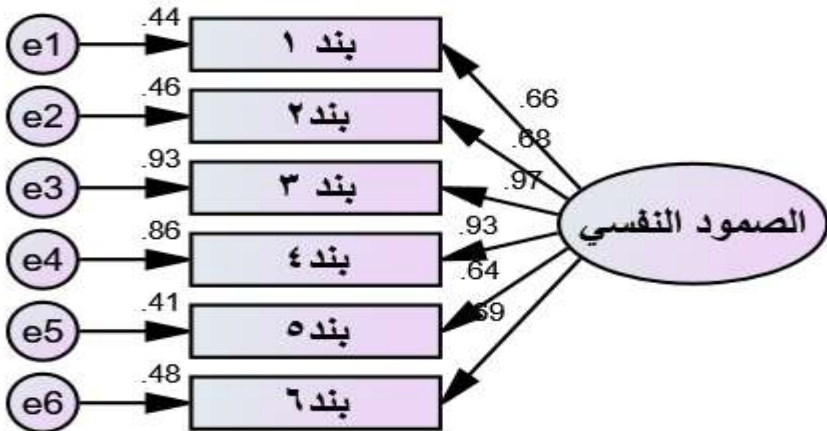 .44
e1
بند ١
.66
.46
e2
بند٢
.68
.93
e3
بند ٣
.97
الصمود النفسي
.86
e4
بند٤
.93
.41
e5
بند٥
.64
.48
e6
بند٦
.69